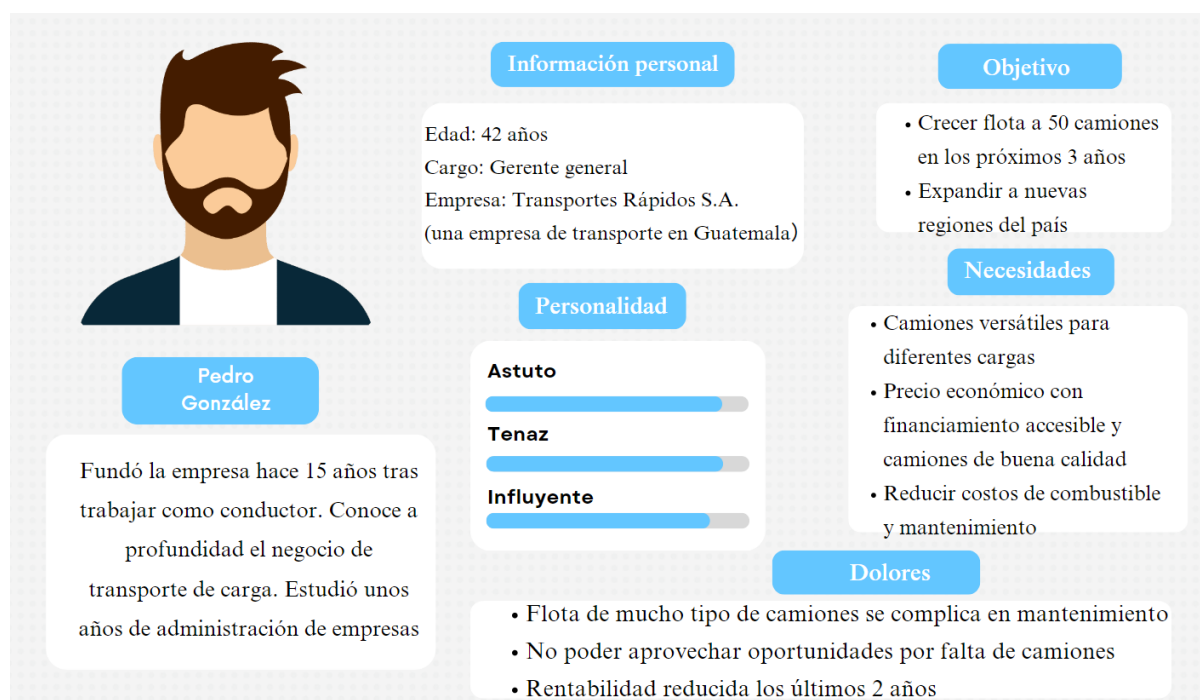 Pedro
González
Fundó la empresa hace 15 años tras
trabajar como conductor. Conoce a
profundidad el negocio de
transporte de carga. Estudió unos
años de administración de empresas
Información personal
Edad: 42 años
Cargo: Gerente general
Empresa: Transportes Rápidos S.A.
(una empresa de transporte en Guatemala)
Personalidad
Astuto
Tenaz
Influyente
Objetivo
• Crecer flota a 50 camiones
en los próximos 3 años
• Expandir a nuevas
regiones del país
Necesidades
• Camiones versátiles para
diferentes cargas
• Precio económico con
financiamiento accesible y
camiones de buena calidad
• Reducir costos de combustible
y mantenimiento
Dolores
• Flota de mucho tipo de camiones se complica en mantenimiento
• No poder aprovechar oportunidades por falta de camiones
• Rentabilidad reducida los últimos 2 años